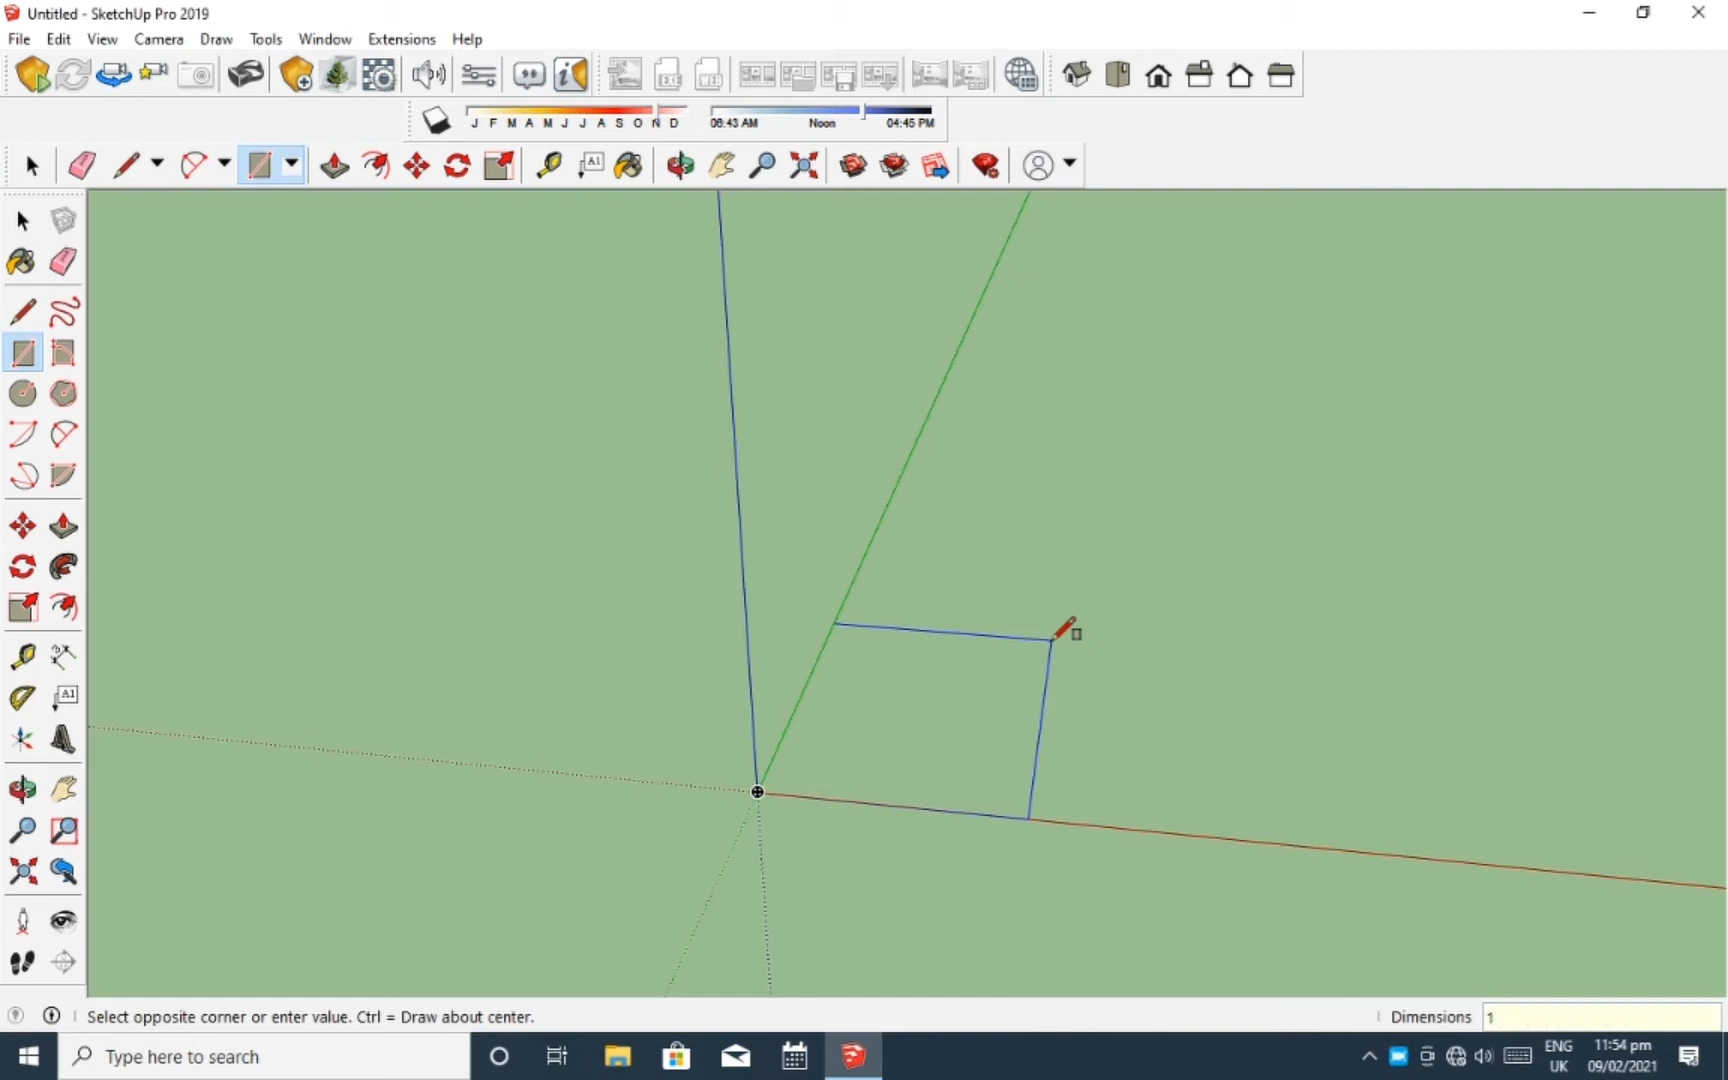 Untitled - SketchUp Pro 2019
File Edit View Camera Draw Tools Window Extensions Help
J F M A M J J A S O N D 06:43 AM Noon 04:45 PM
A1
A1
Select opposite corner or enter value. Ctrl = Draw about center. Dimensions 1
Type here to search
ENG 11:54 pm
UK 09/02/2021